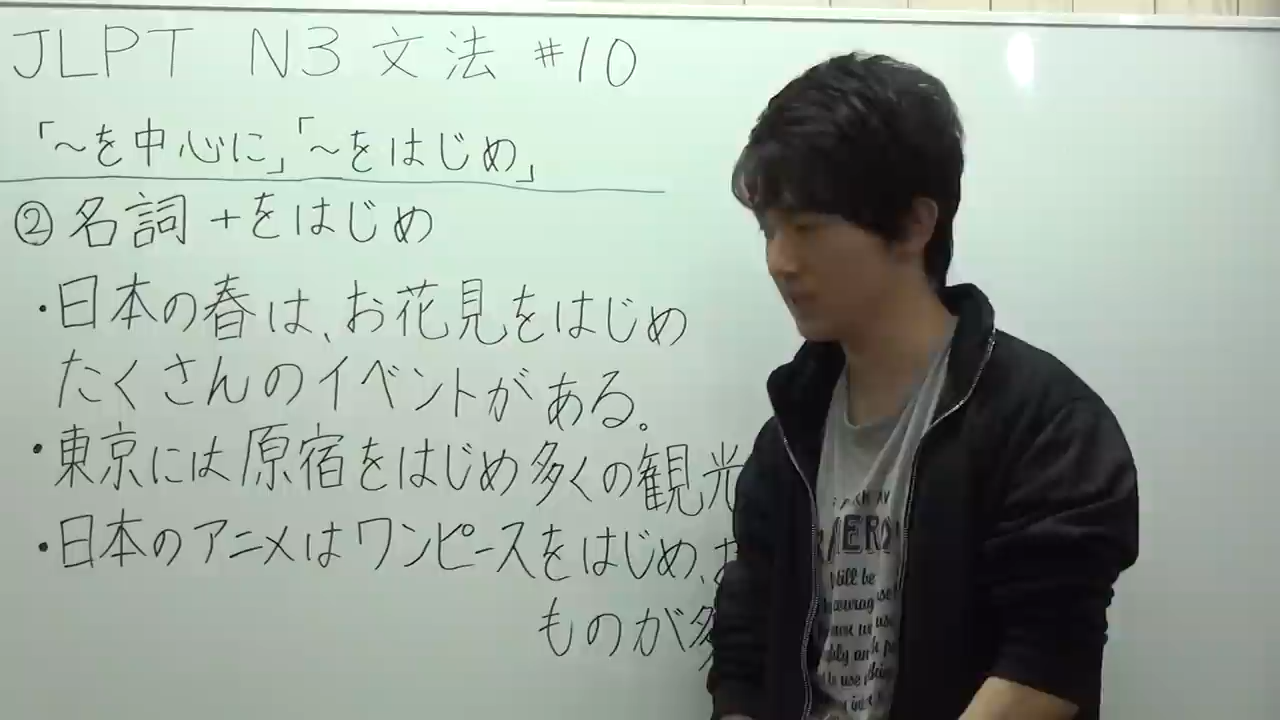 JLPT N3 文法 #10
「～を中心に」「～をはじめ」
② 名詞 +をはじめ
・日本の春は、お花見をはじめ
たくさんのイベントがある。
・東京には原宿をはじめ多くの観光
・日本のアニメはワンピースをはじめ、お
ものが多